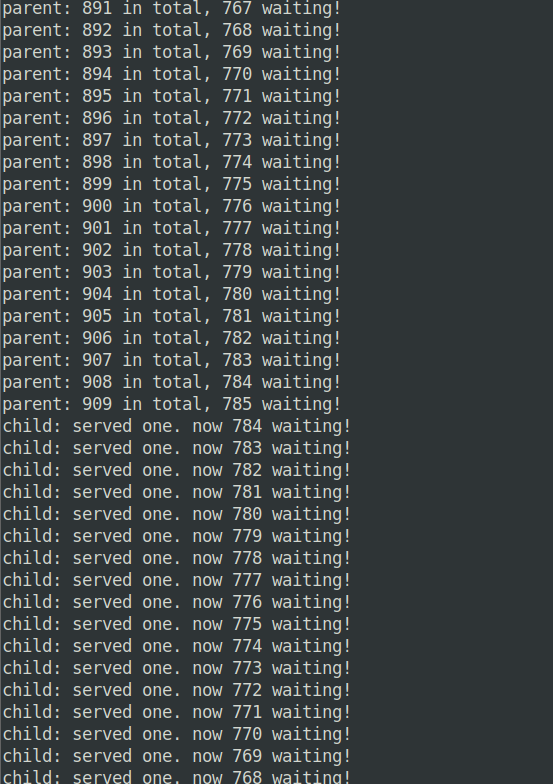 parent: 891 in total, 767 waiting!
parent: 892 in total, 768 waiting!
parent: 893 in total, 769 waiting!
parent: 894 in total, 770 waiting!
parent: 895 in total, 771 waiting!
parent: 896 in total, 772 waiting!
parent: 897 in total, 773 waiting!
parent: 898 in total, 774 waiting!
parent: 899 in total, 775 waiting!
parent: 900 in total, 776 waiting!
parent: 901 in total, 777 waiting!
parent: 902 in total, 778 waiting!
parent: 903 in total, 779 waiting!
parent: 904 in total, 780 waiting!
parent: 905 in total, 781 waiting!
parent: 906 in total, 782 waiting!
parent: 907 in total, 783 waiting!
parent: 908 in total, 784 waiting!
parent: 909 in total, 785 waiting!
child: served one. now 784 waiting!
child: served one. now 783 waiting!
child: served one. now 782 waiting!
child: served one. now 781 waiting!
child: served one. now 780 waiting!
child: served one. now 779 waiting!
child: served one. now 778 waiting!
child: served one. now 777 waiting!
child: served one. now 776 waiting!
child: served one. now 775 waiting!
child: served one. now 774 waiting!
child: served one. now 773 waiting!
child: served one. now 772 waiting!
child: served one. now 771 waiting!
child: served one. now 770 waiting!
child: served one. now 769 waiting!
child: served one. now 768 waiting!